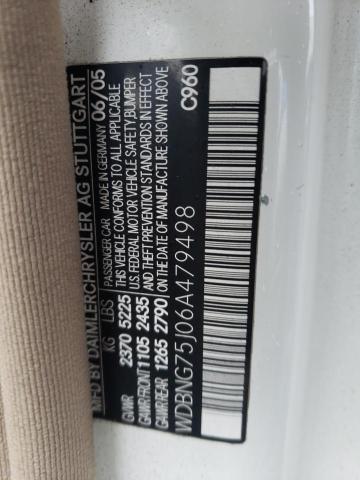 MFD BY DAIMLERCHRYSLER AG STUTTGART
PASSENGER CAR MADE IN GERMANY 06/05
KG LBS
GVWR 2370 5225
GAWR FRONT 1105 2435
GAWR REAR 1265 2790
THIS VEHICLE CONFORMS TO ALL APPLICABLE
U.S. FEDERAL MOTOR VEHICLE SAFETY, BUMPER
AND THEFT PREVENTION STANDARDS IN EFFECT
ON THE DATE OF MANUFACTURE SHOWN ABOVE
C960
WDBNG75J06A479498